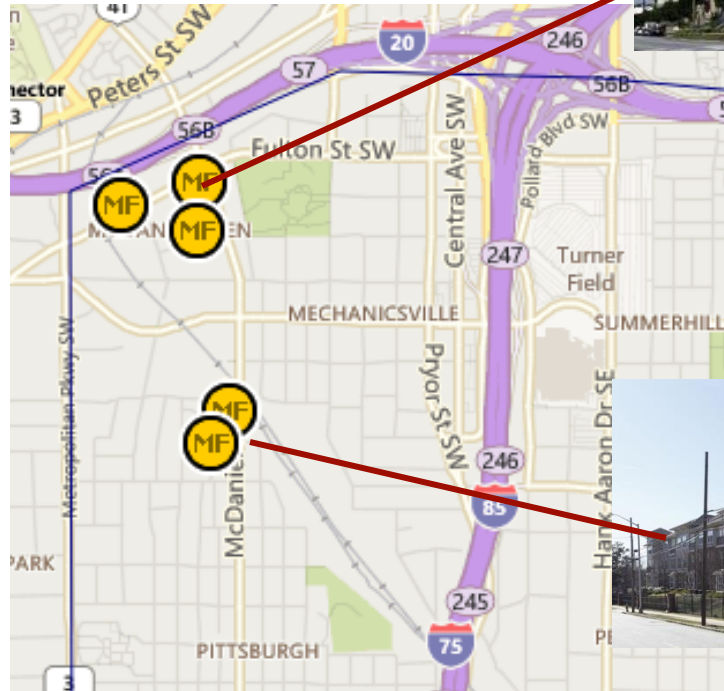 41
Peters St SW
20
246
57
nector
3
56B
56B
Fulton St SW
MF
MF
MF
EN
Central Ave SW
Pollard Blvd SW
247
Turner
Field
MECHANICSVILLE
SUMMERHILL
Metropolitan Pkwy SW
Pryor St SW
MF
MF
McDaniel
246
85
Hank Aaron Dr SE
PARK
245
75
PITTSBURGH
3